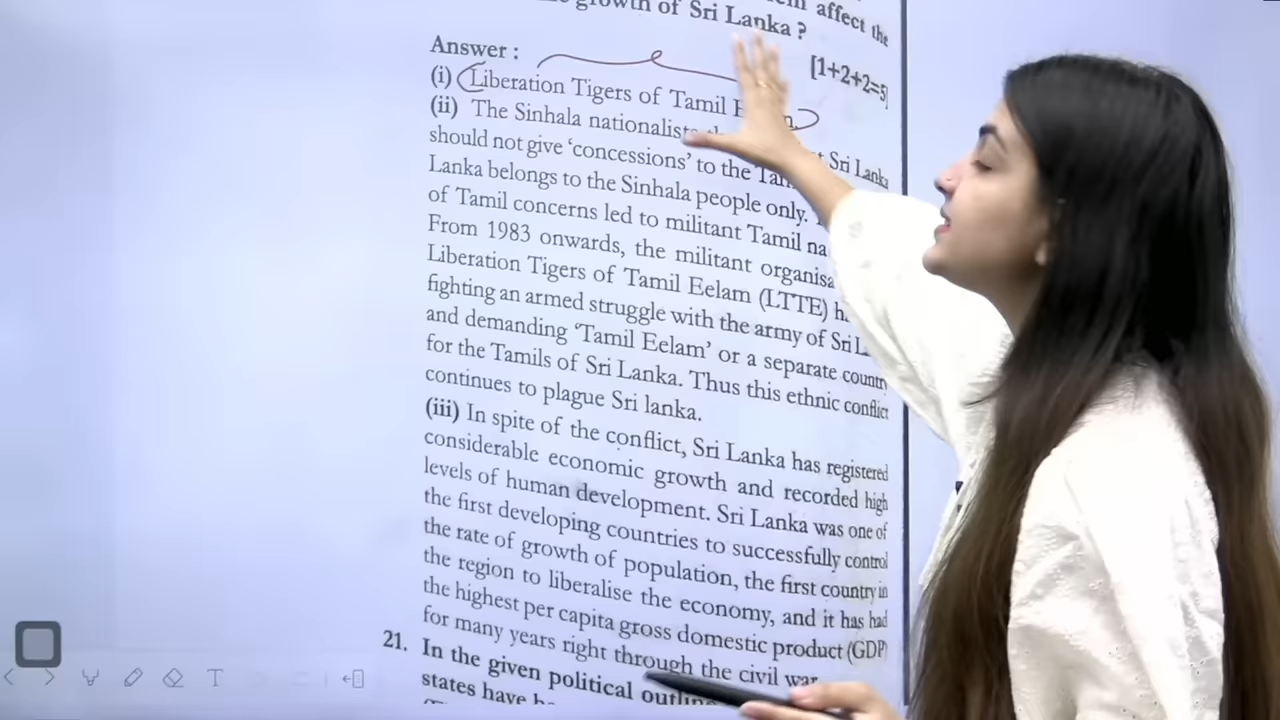 affect the
growth of Sri Lanka ?
[1+2+2=5]
Answer :
(i) Liberation Tigers of Tamil
(ii) The Sinhala nationalists Sri Lanka
should not give ‘concessions’ to the
Lanka belongs to the Sinhala people only.
of Tamil concerns led to militant Tamil
From 1983 onwards, the militant
Liberation Tigers of Tamil Eelam (LTTE)
fighting an armed struggle with the army of Sri
and demanding ‘Tamil Eelam’ or a separate country
for the Tamils of Sri Lanka. Thus this ethnic conflict
continues to plague Sri lanka.
(iii) In spite of the conflict, Sri Lanka has registered
considerable economic growth and recorded high
levels of human development. Sri Lanka was one of
the first developing countries to successfully control
the rate of growth of population, the first country in
the region to liberalise the economy, and it has had
the highest per capita gross domestic product (GDP)
for many years right through the civil war
21. In the given political
states have
T